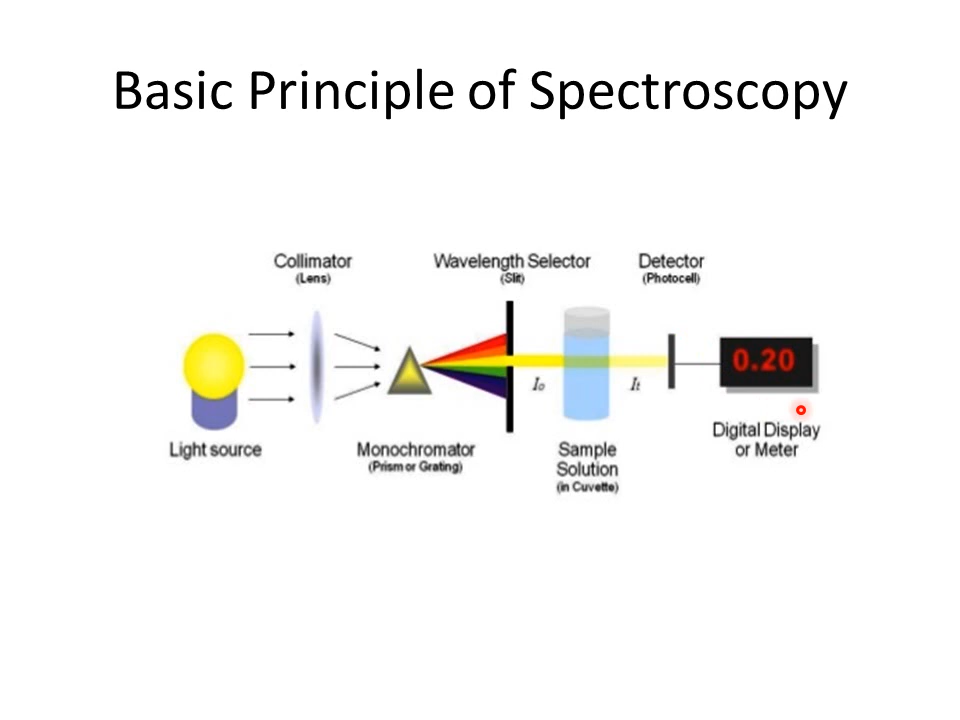 Basic Principle of Spectroscopy
Collimator
(Lens)
Wavelength Selector
(Slit)
Detector
(Photocell)
0.20
Io
It
Light source
Monochromator
(Prism or Grating)
Sample
Solution
(in Cuvette)
Digital Display
or Meter